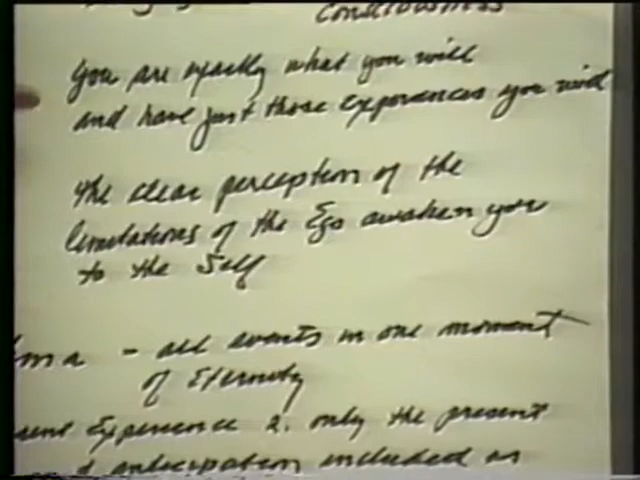 Consciousness
You are exactly what you will
and have just those experiences you will
The clear perception of the
limitations of the Ego awaken you
to the Self
ma - all events in one moment
of Eternity
Experience 2. only the present
anticipation included as